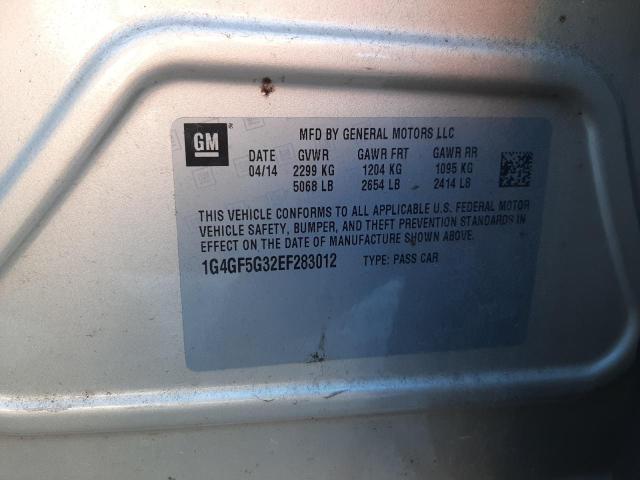 GM
MFD BY GENERAL MOTORS LLC
DATE GVWR GAWR FRT GAWR RR
04/14 2299 KG 1204 KG 1095 KG
5068 LB 2654 LB 2414 LB
THIS VEHICLE CONFORMS TO ALL APPLICABLE U.S. FEDERAL MOTOR
VEHICLE SAFETY, BUMPER, AND THEFT PREVENTION STANDARDS IN
EFFECT ON THE DATE OF MANUFACTURE SHOWN ABOVE.
1G4GF5G32EF283012 TYPE: PASS CAR